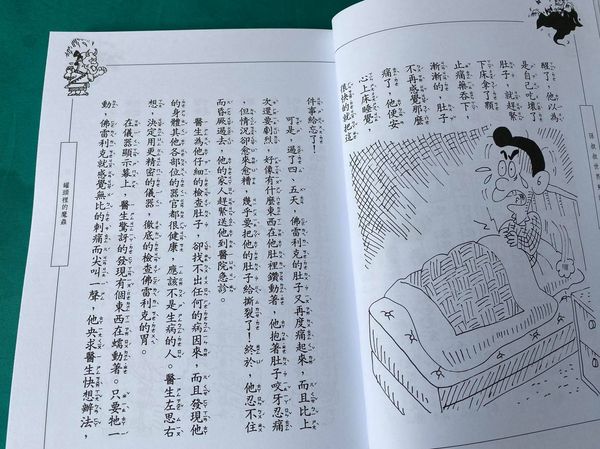 醒了，他以為
是自己吃壞了
肚子，就趕緊
下床拿了顆
止痛藥吞下，
漸漸的，肚子
不再感覺那麼
痛了，他便安
心上床睡覺，
很快的就把這
件事給忘了！
可是，過了四、五天，佛雷利克的肚子又再度痛起來，而且比上
次還要劇烈，好像有什麼東西在他肚裡鑽動著，他抱著肚子咬牙忍痛
，但情況卻愈來愈糟，幾乎要把他的肚子給撕裂了！終於，他忍不住
而昏厥過去，他的家人趕緊送他到醫院急診。
醫生為他仔細的檢查肚子，卻找不出任何的病因來，而且發現他
的身體其他各部位的器官都很健康，應該不是生病的人。醫生左思右
想，決定用更精密的儀器，徹底的檢查佛雷利克的胃。
在儀器顯示幕上，醫生驚訝的發現有個東西在蠕動著。只要牠一
動，佛雷利克就感覺無比的刺痛而尖叫一聲，他央求醫生快想辦法，
罐頭裡的魔蟲